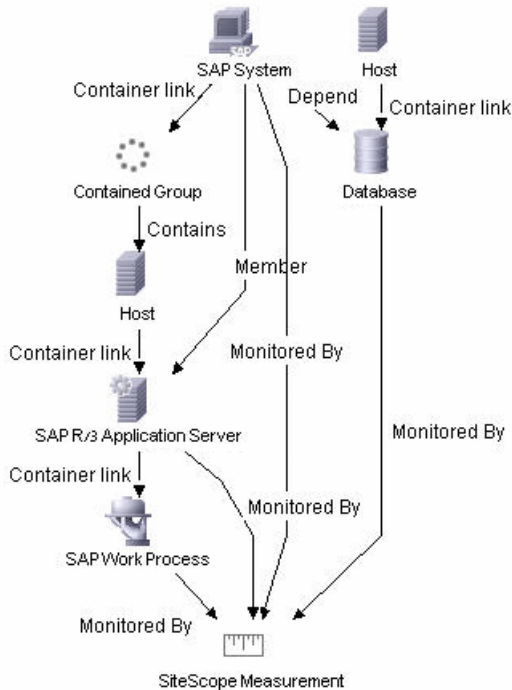 SAP
SAP System
Host
Container link
Depend
Container link
Contained Group
Database
Contains
Member
Host
Container link
Monitored By
SAP R/3 Application Server
Monitored By
Container link
Monitored By
SAP Work Process
Monitored By
SiteScope Measurement